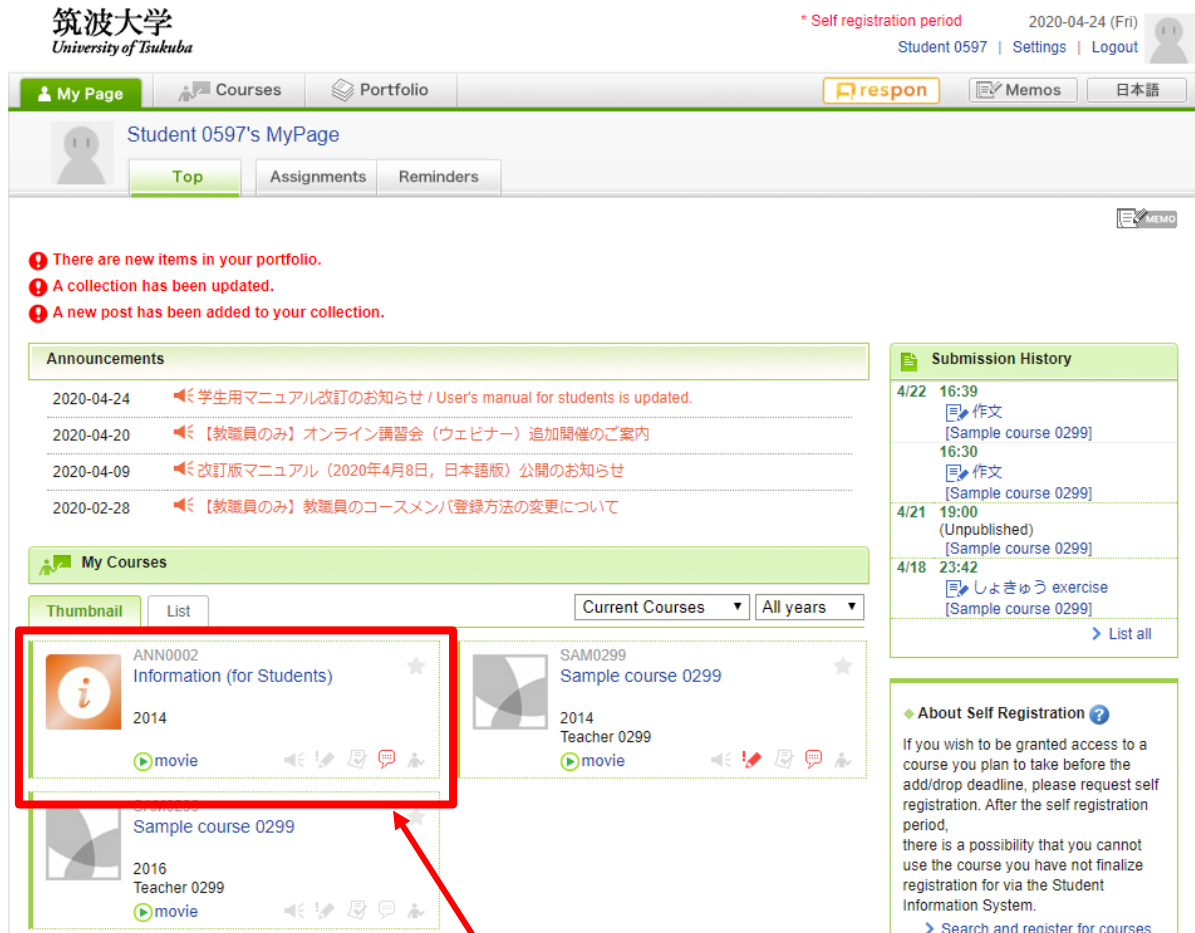 筑波大学
University of Tsukuba
* Self registration period 2020-04-24 (Fri)
Student 0597 | Settings | Logout
My Page Courses Portfolio respon Memos 日本語
Student 0597's MyPage
Top Assignments Reminders
MEMO
There are new items in your portfolio.
A collection has been updated.
A new post has been added to your collection.
Announcements
2020-04-24 学生用マニュアル改訂のお知らせ / User's manual for students is updated.
2020-04-20 【教職員のみ】オンライン講習会（ウェビナー）追加開催のご案内
2020-04-09 改訂版マニュアル（2020年4月8日，日本語版）公開のお知らせ
2020-02-28 【教職員のみ】教職員のコースメンバ登録方法の変更について
My Courses
Thumbnail List Current Courses All years
ANN0002
Information (for Students)
2014
movie
SAM0299
Sample course 0299
2014
Teacher 0299
movie
SAM0299
Sample course 0299
2016
Teacher 0299
movie
Submission History
4/22 16:39
作文
[Sample course 0299]
16:30
作文
[Sample course 0299]
4/21 19:00
(Unpublished)
[Sample course 0299]
4/18 23:42
しょきゅう exercise
[Sample course 0299]
List all
About Self Registration ?
If you wish to be granted access to a
course you plan to take before the
add/drop deadline, please request self
registration. After the self registration
period,
there is a possibility that you cannot
use the course you have not finalize
registration for via the Student
Information System.
Search and register for courses